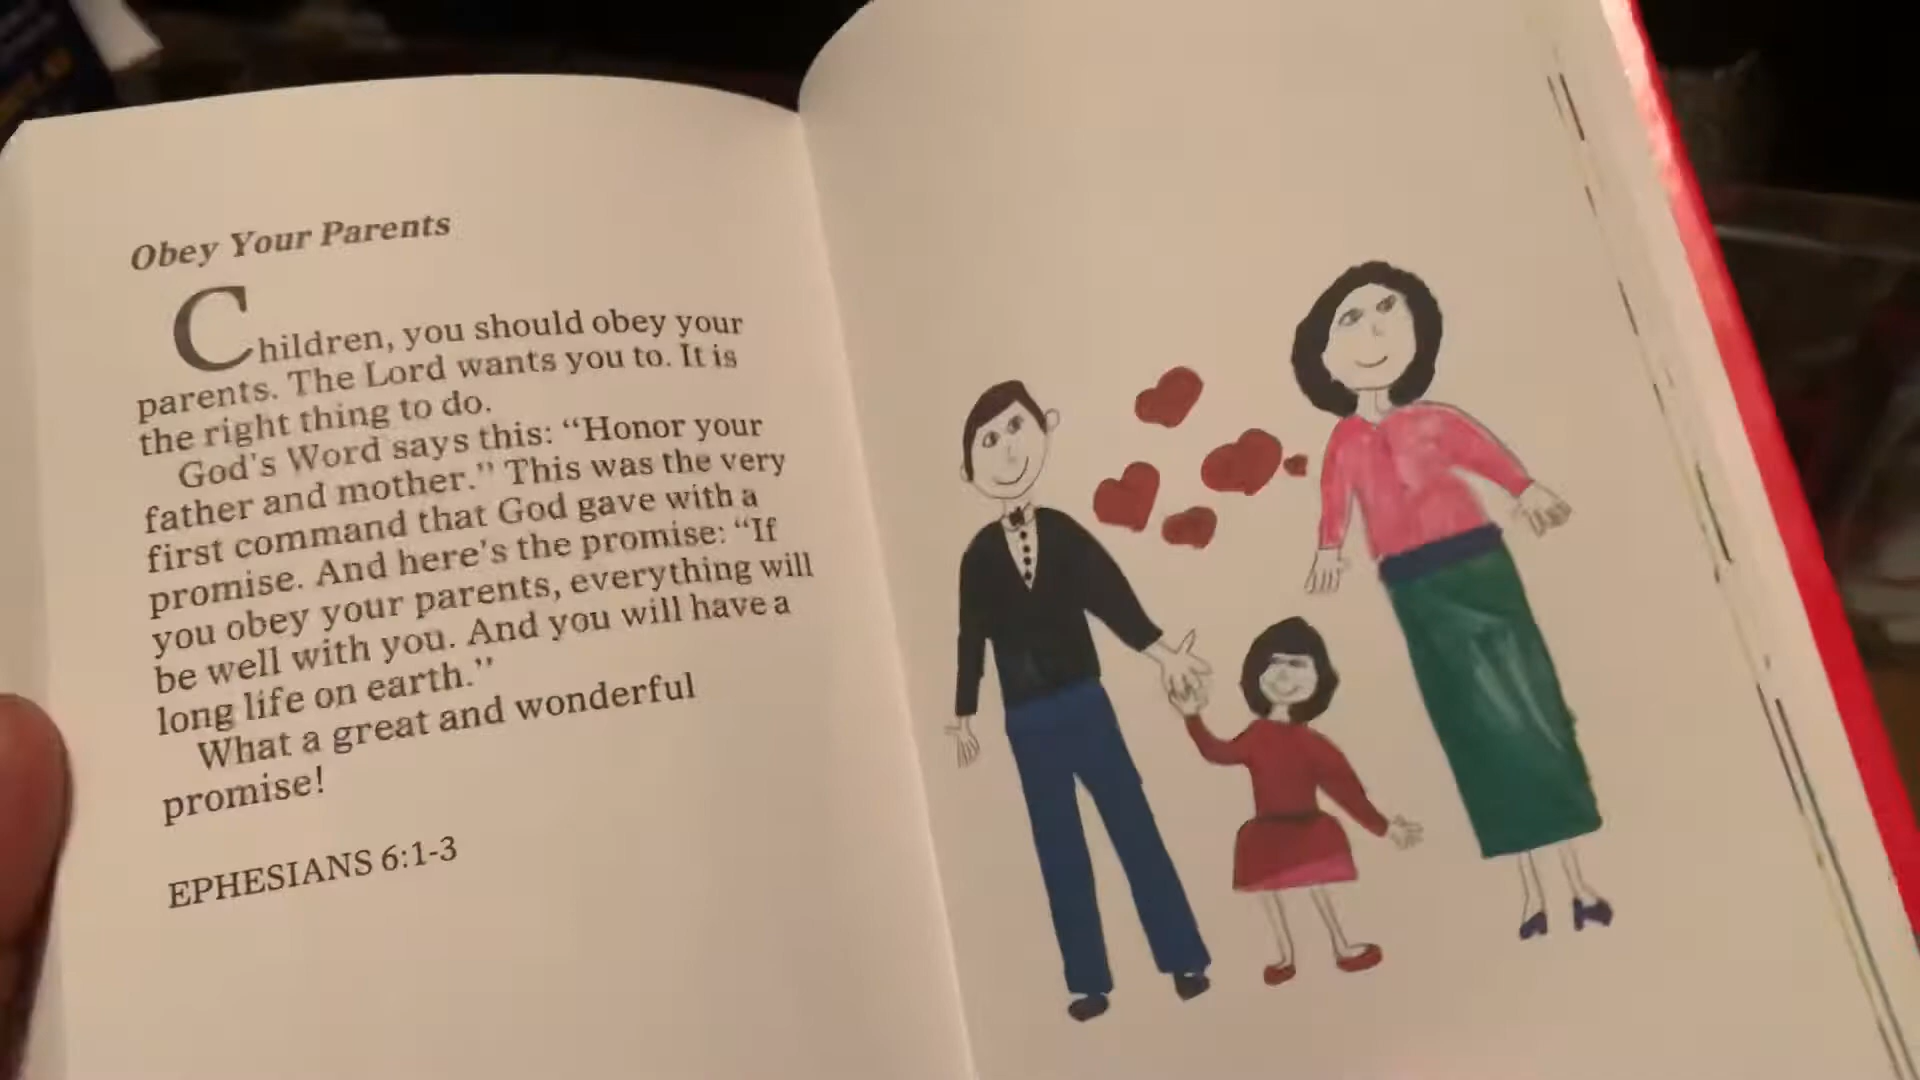 Obey Your Parents
Children, you should obey your
parents. The Lord wants you to. It is
the right thing to do.
God's Word says this: “Honor your
father and mother.” This was the very
first command that God gave with a
promise. And here's the promise: “If
you obey your parents, everything will
be well with you. And you will have a
long life on earth.”
What a great and wonderful
promise!
EPHESIANS 6:1-3